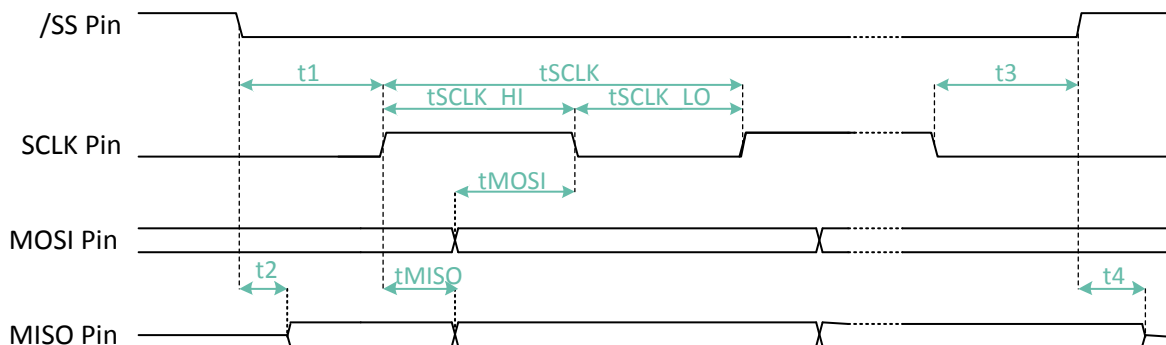 /SS Pin
t1
tSCLK
t3
tSCLK_HI
tSCLK_LO
SCLK Pin
tMOSI
MOSI Pin
t2
tMISO
t4
MISO Pin